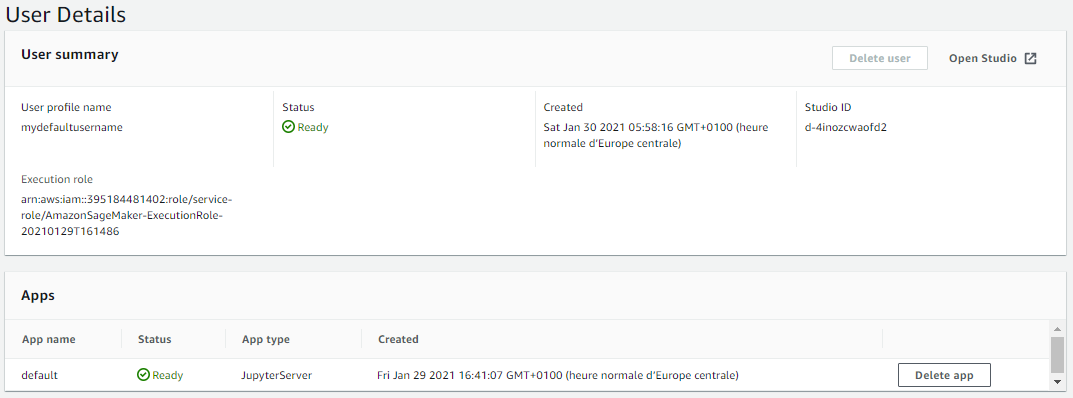 User Details
User summary
Delete user
Open Studio
User profile name
mydefaultusername
Status
Ready
Created
Sat Jan 30 2021 05:58:16 GMT+0100 (heure
normale d’Europe centrale)
Studio ID
d-4inozcwaofd2
Execution role
arn:aws:iam::395184481402:role/service-
role/AmazonSageMaker-ExecutionRole-
20210129T161486
Apps
App name
Status
App type
Created
default
Ready
JupyterServer
Fri Jan 29 2021 16:41:07 GMT+0100 (heure normale d’Europe centrale)
Delete app